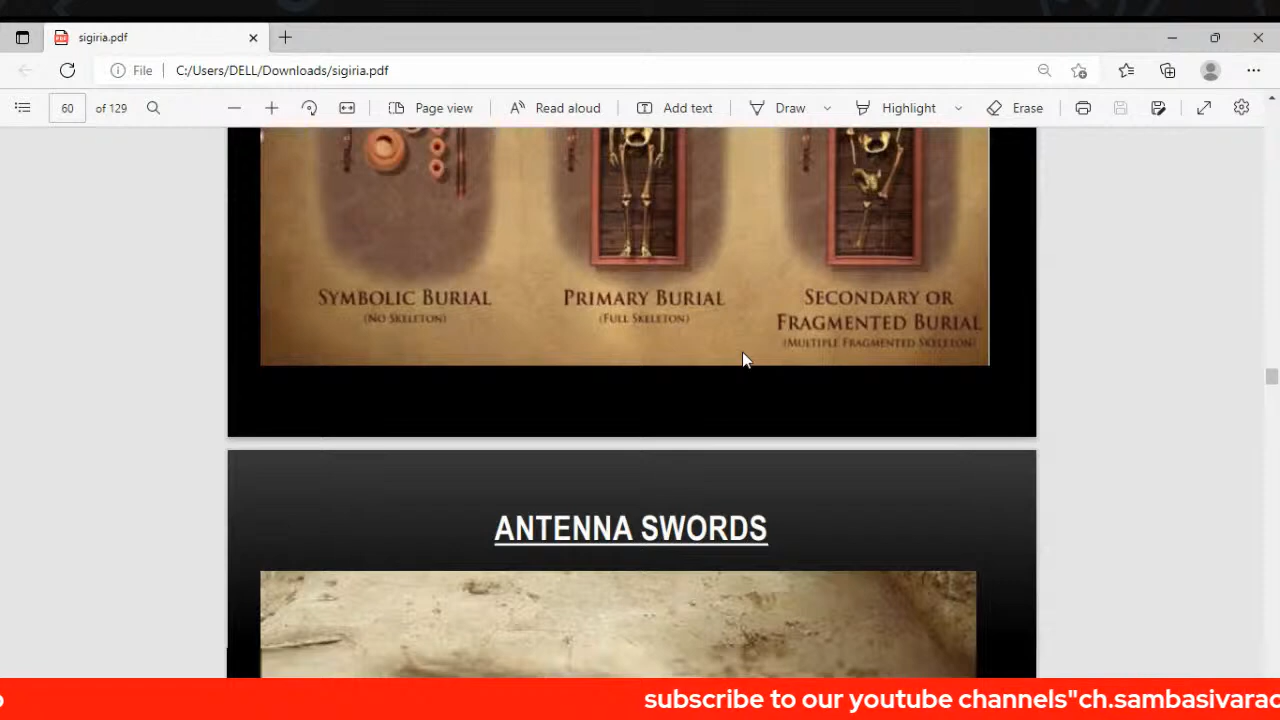 sigiria.pdf
File
C:/Users/DELL/Downloads/sigiria.pdf
60 of 129
Page view
Read aloud
Add text
Draw
Highlight
Erase
SYMBOLIC BURIAL
(NO SKELETON)
PRIMARY BURIAL
(FULL SKELETON)
SECONDARY OR
FRAGMENTED BURIAL
(MULTIPLE FRAGMENTED SKELETON)
ANTENNA SWORDS
subscribe to our youtube channels"ch.sambasivarao